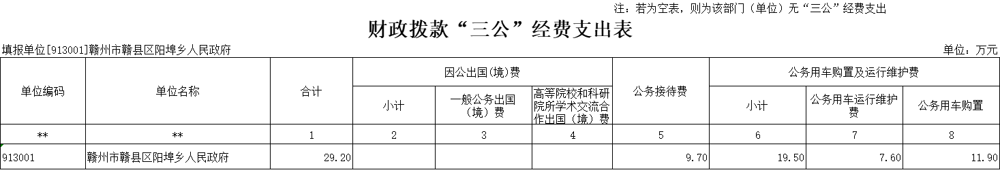 注：若为空表，则为该部门（单位）无“三公”经费支出
财政拨款“三公”经费支出表
填报单位[913001]赣州市赣县区阳埠乡人民政府 单位：万元
单位编码 单位名称 合计 因公出国(境)费 公务接待费 公务用车购置及运行维护费
小计 一般公务出国（境）费 高等院校和科研院所学术交流合作出国（境）费 小计 公务用车运行维护费 公务用车购置
** ** 1 2 3 4 5 6 7 8
913001 赣州市赣县区阳埠乡人民政府 29.20 9.70 19.50 7.60 11.90